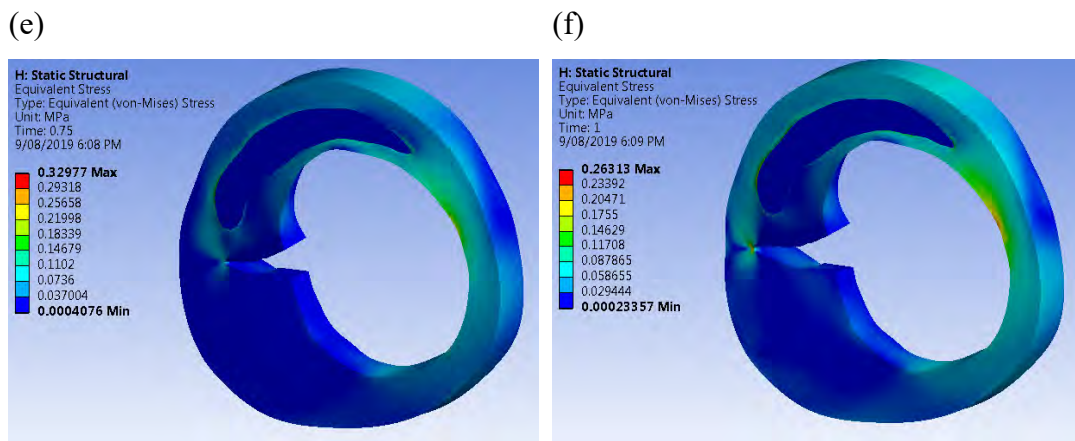 (e)
H: Static Structural
Equivalent Stress
Type: Equivalent (von-Mises) Stress
Unit: MPa
Time: 0.75
9/08/2019 6:08 PM
0.32977 Max
0.29318
0.25658
0.21998
0.18339
0.14679
0.1102
0.0736
0.037004
0.0004076 Min
(f)
H: Static Structural
Equivalent Stress
Type: Equivalent (von-Mises) Stress
Unit: MPa
Time: 1
9/08/2019 6:09 PM
0.26313 Max
0.23392
0.20471
0.1755
0.14629
0.11708
0.087865
0.058655
0.029444
0.00023357 Min